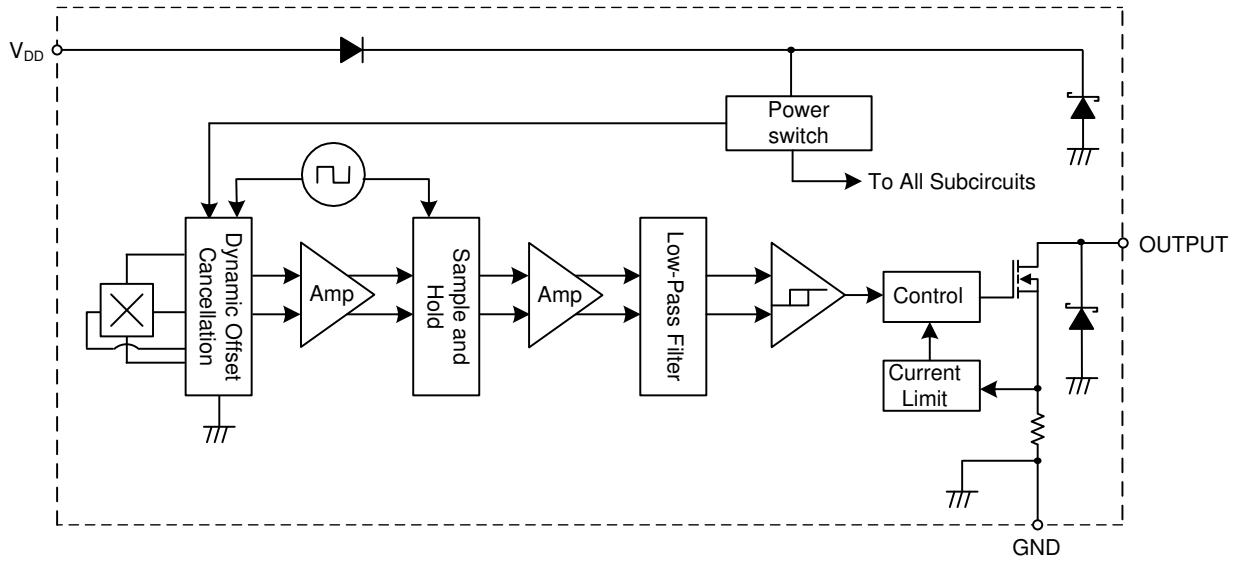 VDD
Power
switch
To All Subcircuits
Dynamic Offset
Cancellation
Amp
Sample and
Hold
Amp
Low-Pass Filter
Control
Current
Limit
OUTPUT
GND